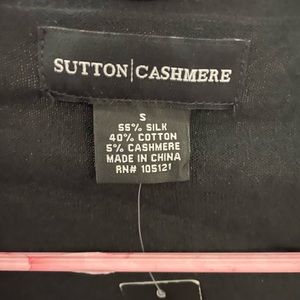 SUTTON|CASHMERE
S
55% SILK
40% COTTON
5% CASHMERE
MADE IN CHINA
RN# 105121